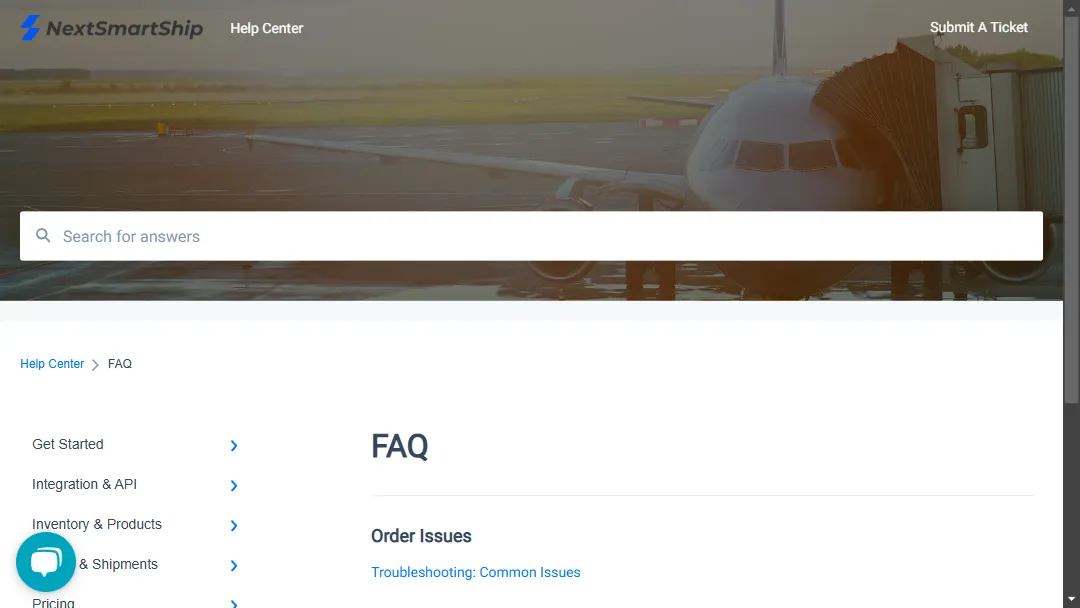 NextSmartShip
Help Center
Submit A Ticket
Search for answers
Help Center
FAQ
Get Started
Integration & API
Inventory & Products
& Shipments
Pricing
FAQ
Order Issues
Troubleshooting: Common Issues